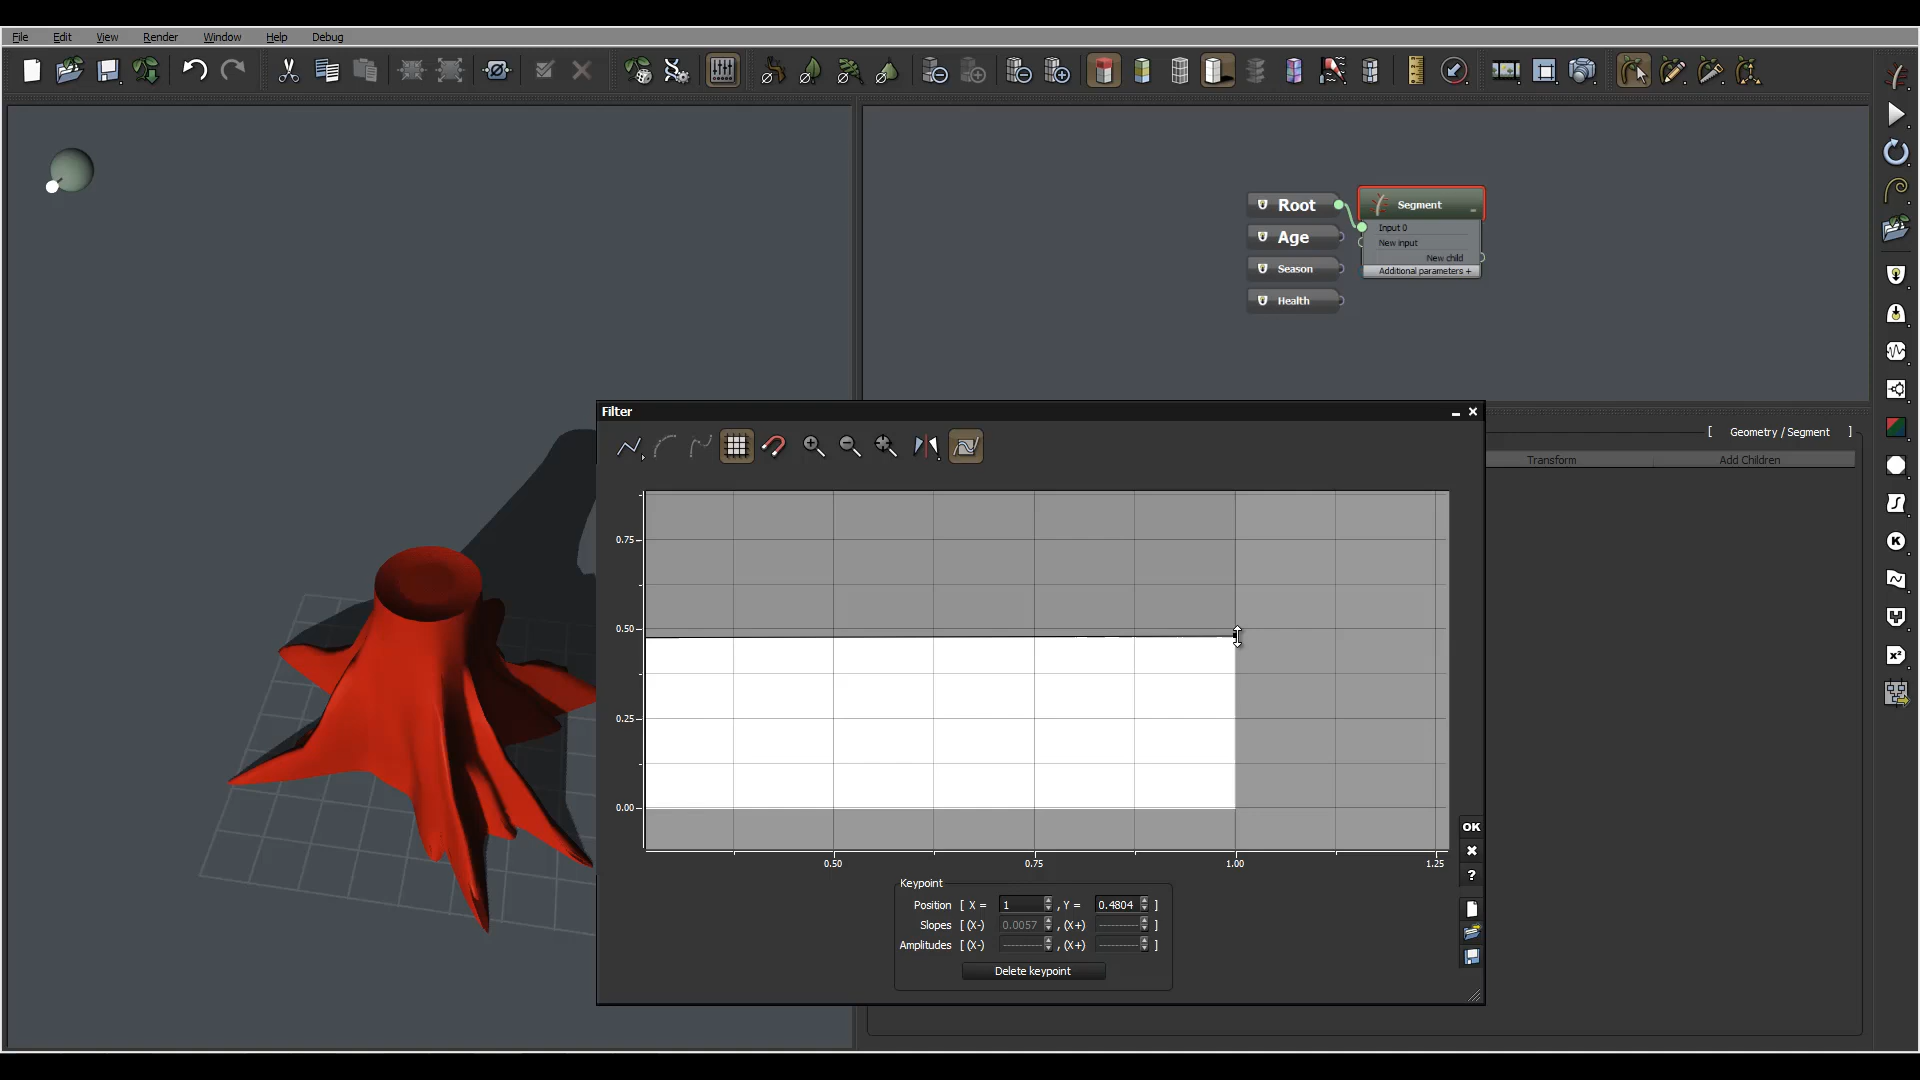 File Edit View Render Window Help Debug
Root
Age
Season
Health
Segment
Input 0
New input
New child
Additional parameters +
[ Geometry / Segment ]
Transform Add Children
Filter
0.75
0.50
0.25
0.00
0.50 0.75 1.00 1.25
OK
?
Keypoint
Position [ X = 1 , Y = 0.4804 ]
Slopes [ (X-) 0.0057 , (X+) ---------- ]
Amplitudes [ (X-) ---------- , (X+) ---------- ]
Delete keypoint
K
x²